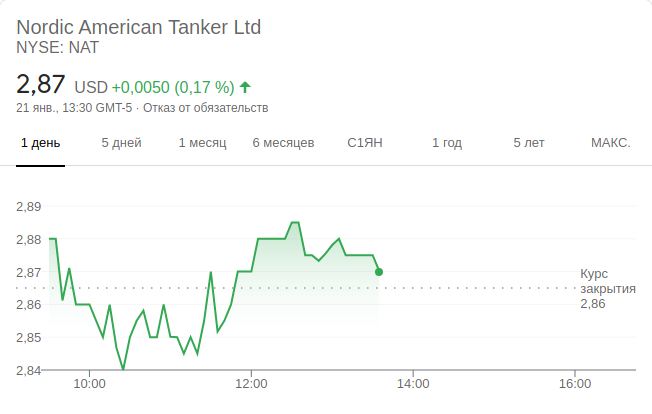 Nordic American Tanker Ltd
NYSE: NAT
2,87 USD +0,0050 (0,17 %)
21 янв., 13:30 GMT-5 · Отказ от обязательств
1 день 5 дней 1 месяц 6 месяцев С1ЯН 1 год 5 лет МАКС.
2,89
2,88
2,87
2,86
2,85
2,84
Курс
закрытия
2,86
10:00 12:00 14:00 16:00